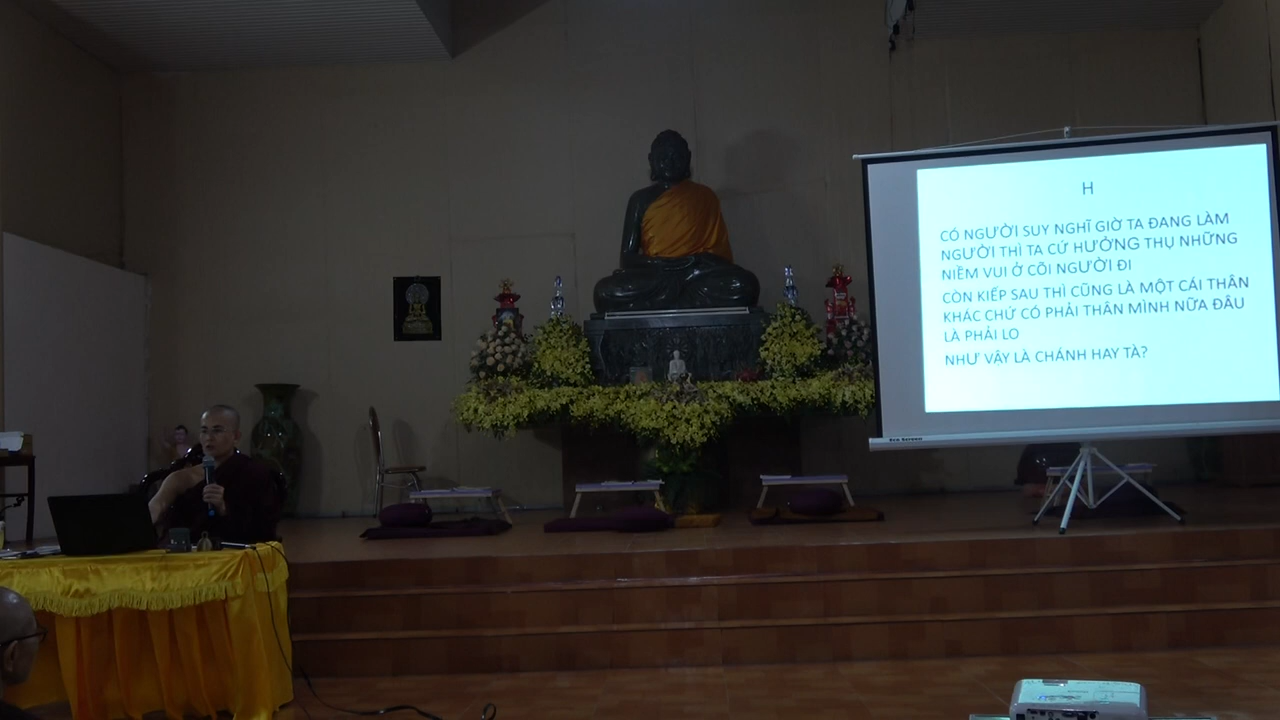 H
CÓ NGƯỜI SUY NGHĨ GIỜ TA ĐANG LÀM
NGƯỜI THÌ TA CỨ HƯỞNG THỤ NHỮNG
NIỀM VUI Ở CÕI NGƯỜI ĐI
CÒN KIẾP SAU THÌ CŨNG LÀ MỘT CÁI THÂN
KHÁC CHỨ CÓ PHẢI THÂN MÌNH NỮA ĐÂU
LÀ PHẢI LO
NHƯ VẬY LÀ CHÁNH HAY TÀ?